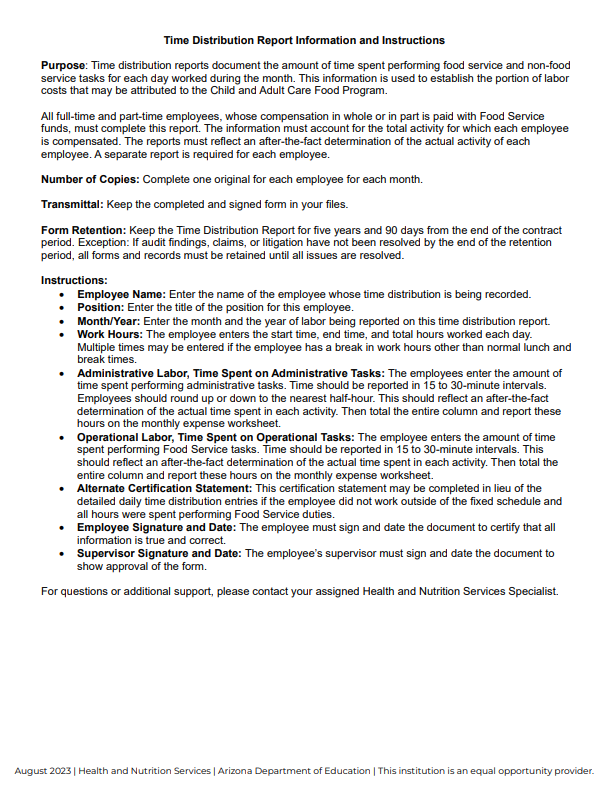 Time Distribution Report Information and Instructions
Purpose: Time distribution reports document the amount of time spent performing food service and non-food
service tasks for each day worked during the month. This information is used to establish the portion of labor
costs that may be attributed to the Child and Adult Care Food Program.
All full-time and part-time employees, whose compensation in whole or in part is paid with Food Service
funds, must complete this report. The information must account for the total activity for which each employee
is compensated. The reports must reflect an after-the-fact determination of the actual activity of each
employee. A separate report is required for each employee.
Number of Copies: Complete one original for each employee for each month.
Transmittal: Keep the completed and signed form in your files.
Form Retention: Keep the Time Distribution Report for five years and 90 days from the end of the contract
period. Exception: If audit findings, claims, or litigation have not been resolved by the end of the retention
period, all forms and records must be retained until all issues are resolved.
Instructions:
• Employee Name: Enter the name of the employee whose time distribution is being recorded.
• Position: Enter the title of the position for this employee.
• Month/Year: Enter the month and the year of labor being reported on this time distribution report.
• Work Hours: The employee enters the start time, end time, and total hours worked each day.
Multiple times may be entered if the employee has a break in work hours other than normal lunch and
break times.
• Administrative Labor, Time Spent on Administrative Tasks: The employees enter the amount of
time spent performing administrative tasks. Time should be reported in 15 to 30-minute intervals.
Employees should round up or down to the nearest half-hour. This should reflect an after-the-fact
determination of the actual time spent in each activity. Then total the entire column and report these
hours on the monthly expense worksheet.
• Operational Labor, Time Spent on Operational Tasks: The employee enters the amount of time
spent performing Food Service tasks. Time should be reported in 15 to 30-minute intervals. This
should reflect an after-the-fact determination of the actual time spent in each activity. Then total the
entire column and report these hours on the monthly expense worksheet.
• Alternate Certification Statement: This certification statement may be completed in lieu of the
detailed daily time distribution entries if the employee did not work outside of the fixed schedule and
all hours were spent performing Food Service duties.
• Employee Signature and Date: The employee must sign and date the document to certify that all
information is true and correct.
• Supervisor Signature and Date: The employee's supervisor must sign and date the document to
show approval of the form.
For questions or additional support, please contact your assigned Health and Nutrition Services Specialist.
August 2023 | Health and Nutrition Services | Arizona Department of Education | This institution is an equal opportunity provider.